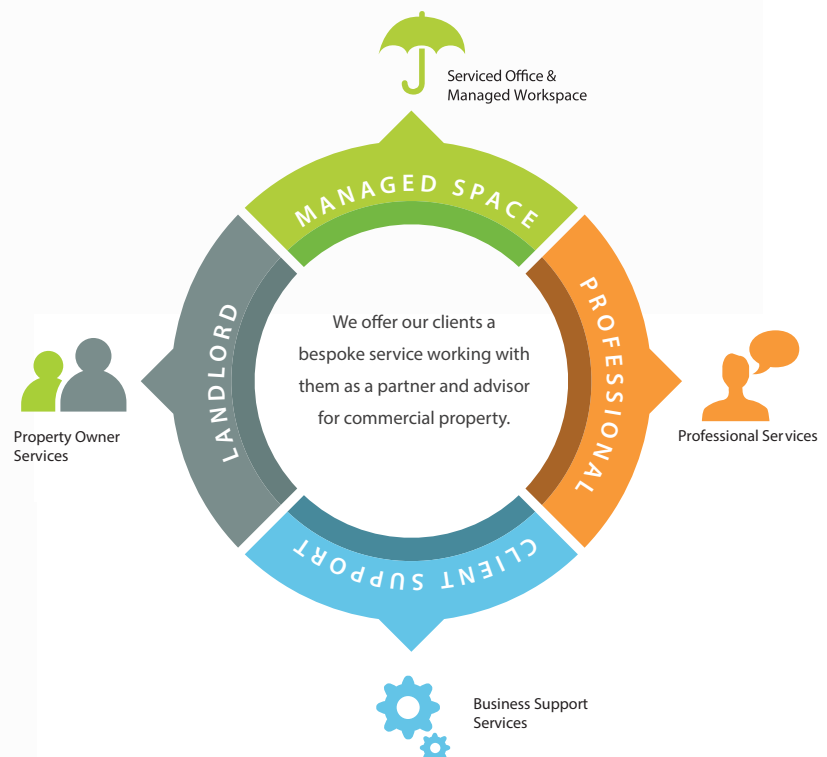 Serviced Office &
Managed Workspace
MANAGED SPACE
PROFESSIONAL
LANDLORD
We offer our clients a
bespoke service working with
them as a partner and advisor
for commercial property.
Property Owner
Services
Professional Services
CLIENT SUPPORT
Business Support
Services